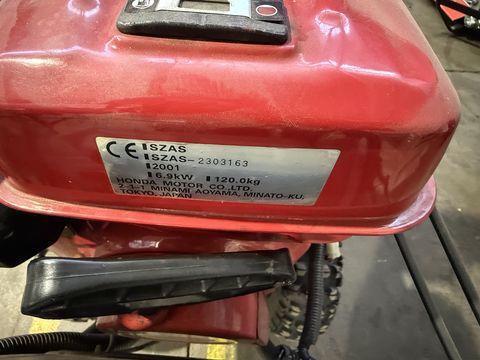 CE SZAS
SZAS-2303163
2001
6.9kW 120.0kg
HONDA MOTOR CO.,LTD.
2-1-1 MINAMI AOYAMA, MINATO-KU,
TOKYO, JAPAN